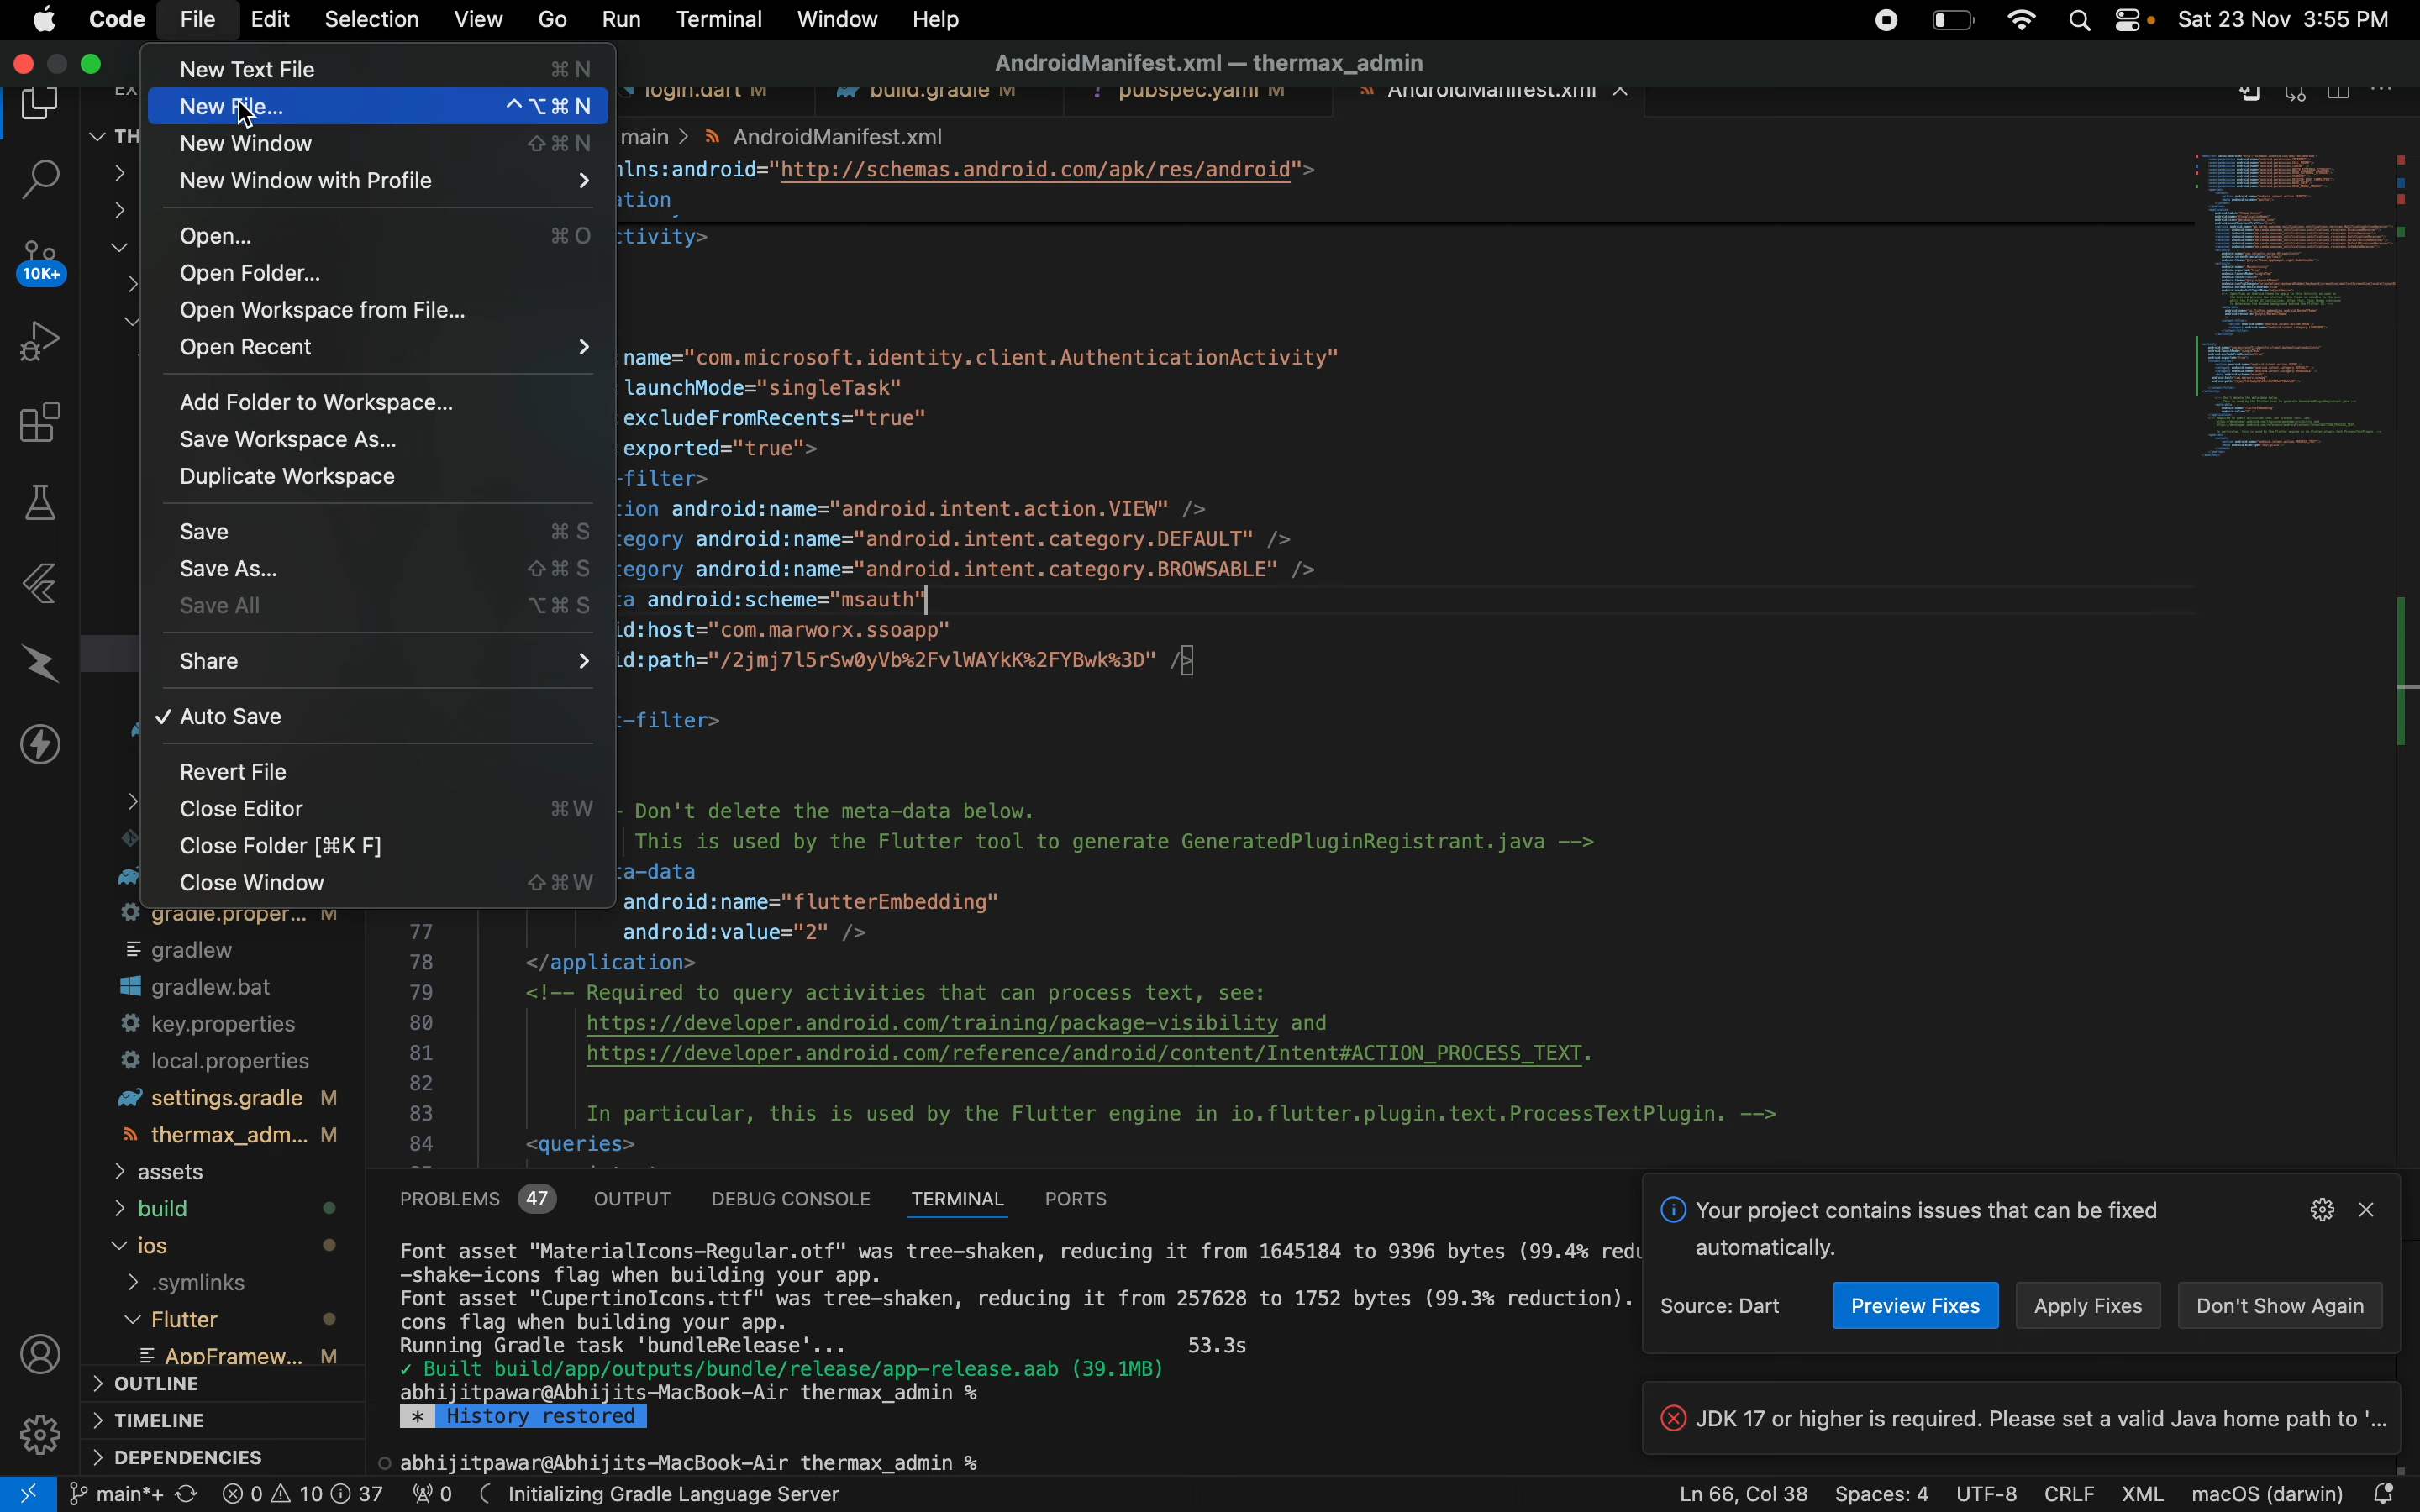 Code File Edit Selection View Go Run Terminal Window Help Sat 23 Nov 3:55 PM
AndroidManifest.xml — thermax_admin
New Text File ⌘ N
New File... ^⌥⌘ N
New Window ⇧⌘ N
New Window with Profile
Open... ⌘ O
Open Folder...
Open Workspace from File...
Open Recent
Add Folder to Workspace...
Save Workspace As...
Duplicate Workspace
Save ⌘ S
Save As... ⇧⌘ S
Save All ⌥⌘ S
Share
✓ Auto Save
Revert File
Close Editor ⌘ W
Close Folder [⌘K F]
Close Window ⇧⌘ W
EX
TH
10K+
login.dart M build.gradle M pubspec.yaml M AndroidManifest.xml
main > AndroidManifest.xml
mlns:android="http://schemas.android.com/apk/res/android">
ation
ctivity>
:name="com.microsoft.identity.client.AuthenticationActivity"
:launchMode="singleTask"
:excludeFromRecents="true"
:exported="true">
-filter>
tion android:name="android.intent.action.VIEW" />
tegory android:name="android.intent.category.DEFAULT" />
tegory android:name="android.intent.category.BROWSABLE" />
ta android:scheme="msauth"
id:host="com.marworx.ssoapp"
id:path="/2jmj7l5rSw0yVb%2FvlWAYkK%2FYBwk%3D" />
t-filter>
- Don't delete the meta-data below.
This is used by the Flutter tool to generate GeneratedPluginRegistrant.java -->
ta-data
android:name="flutterEmbedding"
77 android:value="2" />
78 </application>
79 <!-- Required to query activities that can process text, see:
80 https://developer.android.com/training/package-visibility and
81 https://developer.android.com/reference/android/content/Intent#ACTION_PROCESS_TEXT.
82
83 In particular, this is used by the Flutter engine in io.flutter.plugin.text.ProcessTextPlugin. -->
84 <queries>
gradle.proper... M
gradlew
gradlew.bat
key.properties
local.properties
settings.gradle M
thermax_adm... M
assets
build
ios
.symlinks
Flutter
AppFramew... M
OUTLINE
TIMELINE
DEPENDENCIES
PROBLEMS 47 OUTPUT DEBUG CONSOLE TERMINAL PORTS
Font asset "MaterialIcons-Regular.otf" was tree-shaken, reducing it from 1645184 to 9396 bytes (99.4% redu
-shake-icons flag when building your app.
Font asset "CupertinoIcons.ttf" was tree-shaken, reducing it from 257628 to 1752 bytes (99.3% reduction).
cons flag when building your app.
Running Gradle task 'bundleRelease'... 53.3s
✓ Built build/app/outputs/bundle/release/app-release.aab (39.1MB)
abhijitpawar@Abhijits-MacBook-Air thermax_admin %
* History restored
abhijitpawar@Abhijits-MacBook-Air thermax_admin %
Your project contains issues that can be fixed
automatically.
Source: Dart Preview Fixes Apply Fixes Don't Show Again
JDK 17 or higher is required. Please set a valid Java home path to '...
main*+ 0 10 37 0 Initializing Gradle Language Server Ln 66, Col 38 Spaces: 4 UTF-8 CRLF XML macOS (darwin)